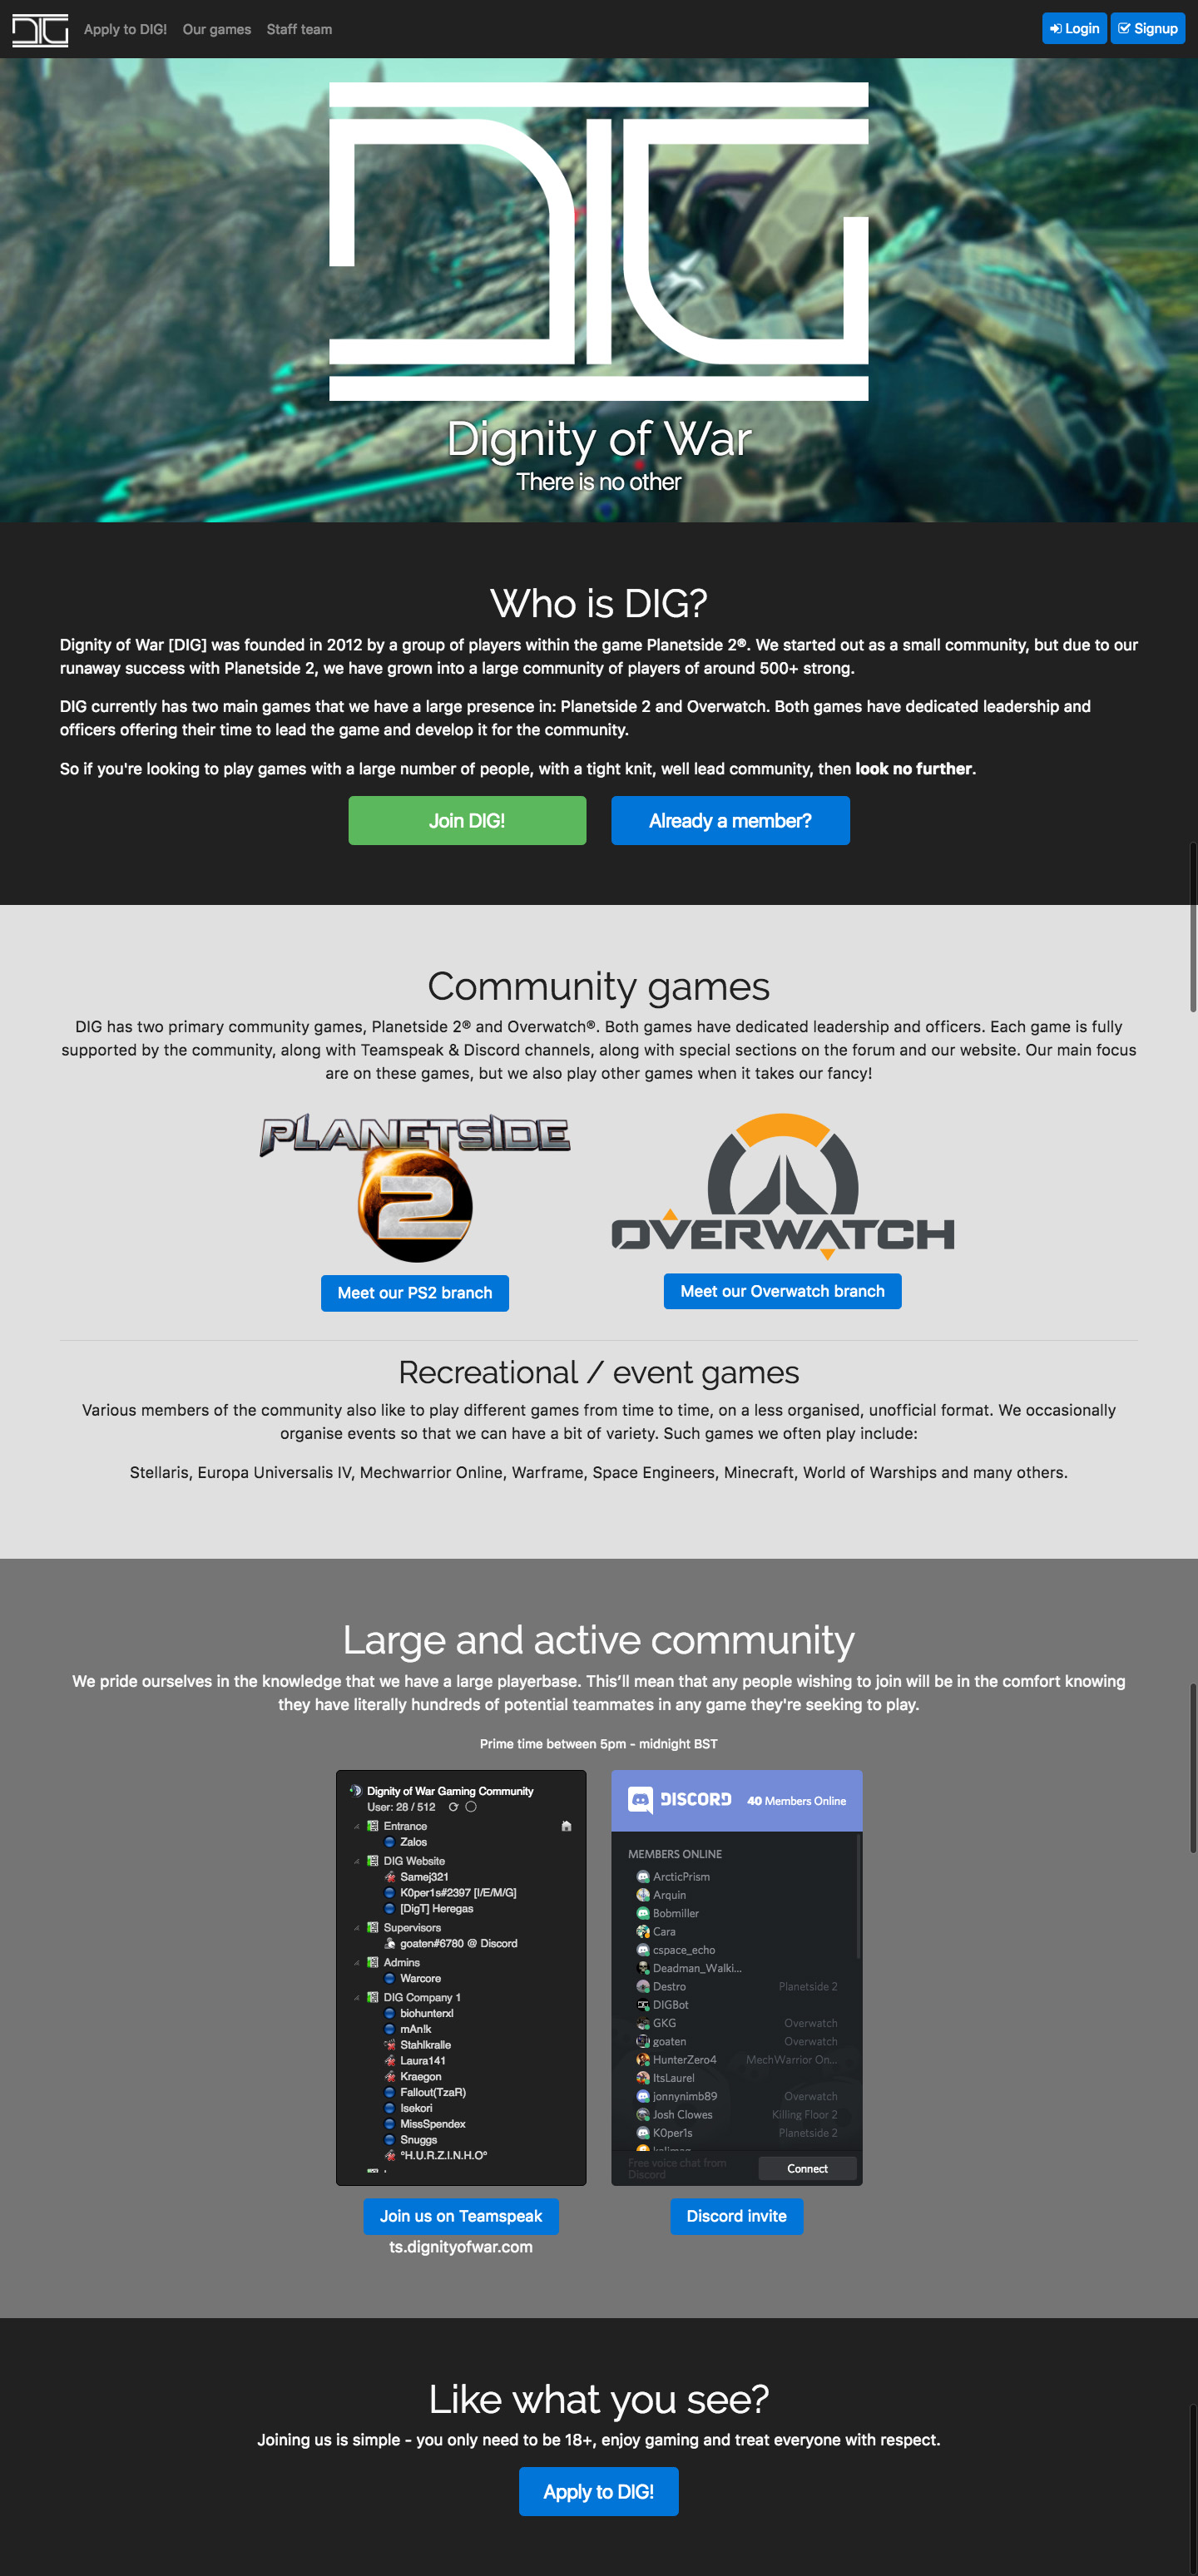 DIG Apply to DIG! Our games Staff team Login Signup
DIG
Dignity of War
There is no other
Who is DIG?
Dignity of War [DIG] was founded in 2012 by a group of players within the game Planetside 2®. We started out as a small community, but due to our
runaway success with Planetside 2, we have grown into a large community of players of around 500+ strong.
DIG currently has two main games that we have a large presence in: Planetside 2 and Overwatch. Both games have dedicated leadership and
officers offering their time to lead the game and develop it for the community.
So if you're looking to play games with a large number of people, with a tight knit, well lead community, then look no further.
Join DIG! Already a member?
Community games
DIG has two primary community games, Planetside 2® and Overwatch®. Both games have dedicated leadership and officers. Each game is fully
supported by the community, along with Teamspeak & Discord channels, along with special sections on the forum and our website. Our main focus
are on these games, but we also play other games when it takes our fancy!
PLANETSIDE
2
OVERWATCH
Meet our PS2 branch Meet our Overwatch branch
Recreational / event games
Various members of the community also like to play different games from time to time, on a less organised, unofficial format. We occasionally
organise events so that we can have a bit of variety. Such games we often play include:
Stellaris, Europa Universalis IV, Mechwarrior Online, Warframe, Space Engineers, Minecraft, World of Warships and many others.
Large and active community
We pride ourselves in the knowledge that we have a large playerbase. This’ll mean that any people wishing to join will be in the comfort knowing
they have literally hundreds of potential teammates in any game they're seeking to play.
Prime time between 5pm - midnight BST
Dignity of War Gaming Community
User: 28 / 512
Entrance
Zalos
DIG Website
Samej321
K0per1s#2397 [I/E/M/G]
[DigT] Heregas
Supervisors
goaten#6780 @ Discord
Admins
Warcore
DIG Company 1
biohunterxl
mAn!k
Stahlkralle
Laura141
Kraegon
Fallout(TzaR)
Isekori
MissSpendex
Snuggs
°H.U.R.Z.I.N.H.O°
Join us on Teamspeak
ts.dignityofwar.com
DISCORD 40 Members Online
MEMBERS ONLINE
ArcticPrism
Arquin
Bobmiller
Cara
cspace_echo
Deadman_Walki...
Destro Planetside 2
DIGBot
GKG Overwatch
goaten Overwatch
HunterZero4 MechWarrior On...
ItsLaurel
jonnynimb89 Overwatch
Josh Clowes Killing Floor 2
K0per1s Planetside 2
Free voice chat from
Discord
Connect
Discord invite
Like what you see?
Joining us is simple - you only need to be 18+, enjoy gaming and treat everyone with respect.
Apply to DIG!